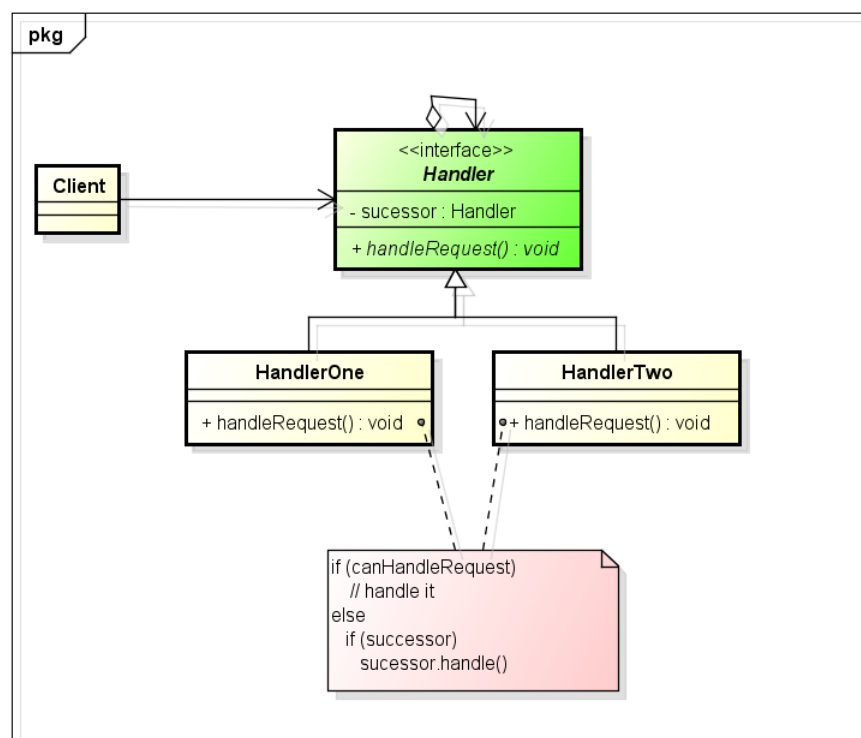 pkg
<<interface>>
Handler
Client
- sucessor : Handler
+ handleRequest() : void
HandlerOne
HandlerTwo
+ handleRequest() : void
+ handleRequest() : void
if (canHandleRequest)
// handle it
else
if (successor)
sucessor.handle()